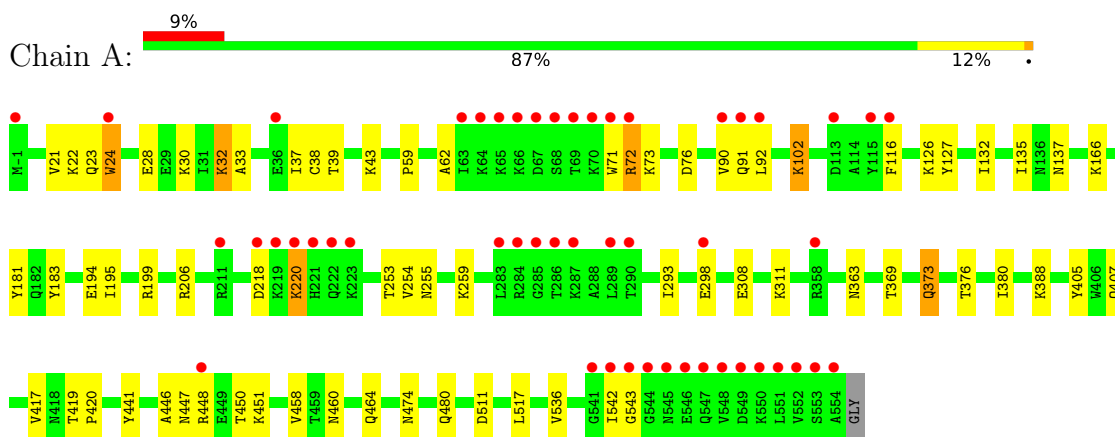 9%
Chain A:
87% 12% •
M-1 V21 K22 Q23 W24 E28 E29 K30 I31 K32 A33 E36 I37 C38 T39 K43 P59 A62 I63 K64 K65 K66 D67 S68 T69 K70 W71 R72 K73 D76 V90 Q91 L92 K102 D113 A114 Y115 F116 K126 Y127 I132 I135 N136 N137 K166
Y181 Q182 Y183 E194 I195 R199 R206 R211 D218 K219 K220 H221 Q222 K223 T253 V254 N255 K259 L283 R284 G285 T286 K287 A288 L289 T290 I293 E298 E308 K311 R358 N363 T369 Q373 T376 I380 K388 Y405 W406
V417 N418 T419 P420 Y441 A446 N447 R448 E449 T450 K451 V458 T459 N460 Q464 N474 Q480 D511 L517 V536 G541 I542 G543 G544 N545 E546 Q547 V548 D549 K550 L551 V552 S553 A554 GLY